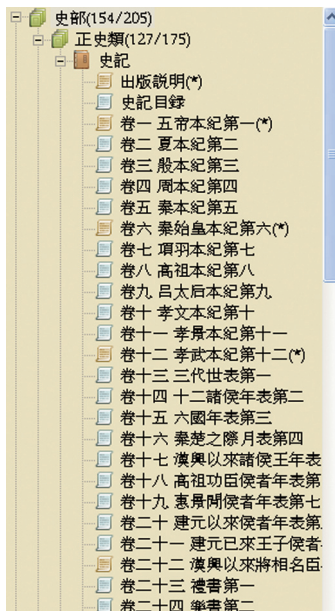 史部(154/205)
正史類(127/175)
史記
出版説明(*)
史記目録
卷一 五帝本紀第一(*)
卷二 夏本紀第二
卷三 殷本紀第三
卷四 周本紀第四
卷五 秦本紀第五
卷六 秦始皇本紀第六(*)
卷七 項羽本紀第七
卷八 高祖本紀第八
卷九 吕太后本紀第九
卷十 孝文本紀第十
卷十一 孝景本紀第十一
卷十二 孝武本紀第十二(*)
卷十三 三代世表第一
卷十四 十二諸侯年表第二
卷十五 六國年表第三
卷十六 秦楚之際月表第四
卷十七 漢興以來諸侯王年表
卷十八 高祖功臣侯者年表第
卷十九 惠景間侯者年表第七
卷二十 建元以來侯者年表第
卷二十一 建元已來王子侯者
卷二十二 漢興以來將相名臣
卷二十三 禮書第一
卷二十四 樂書第二